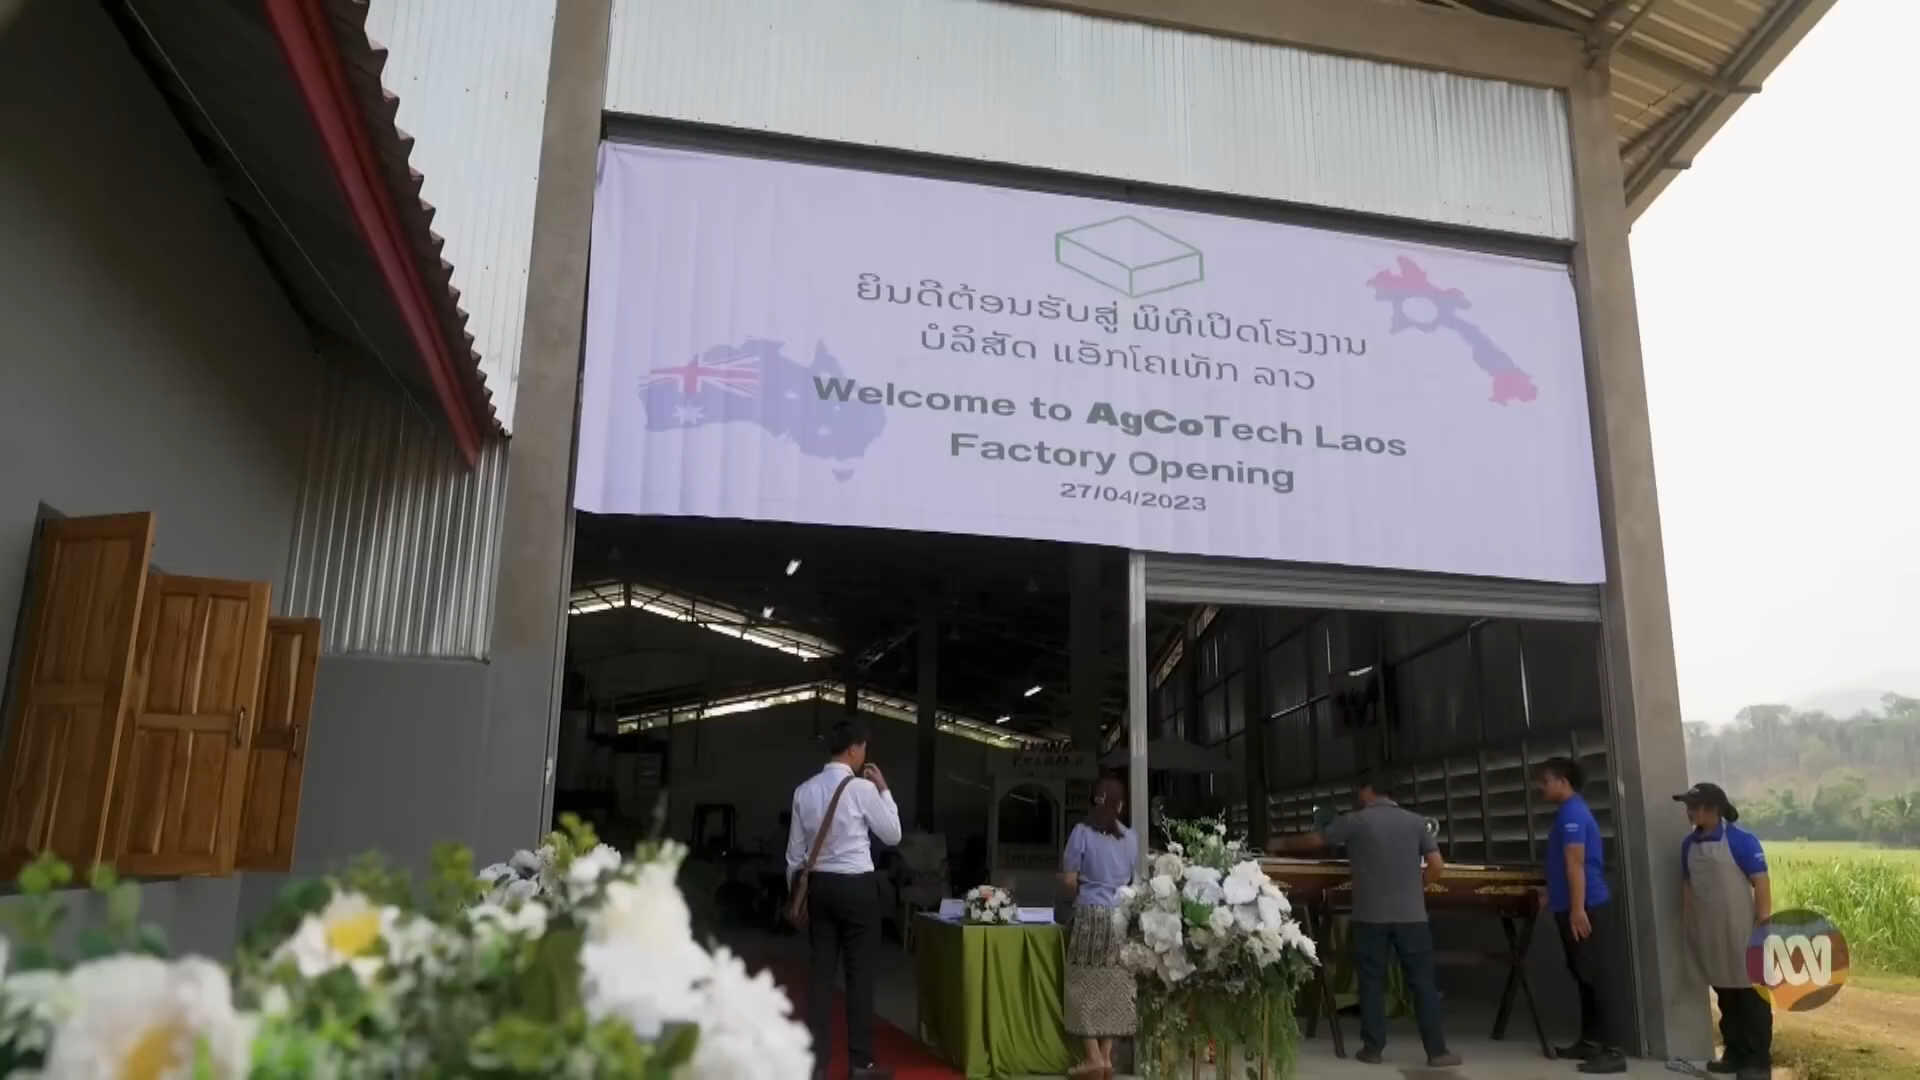 ຍິນດີຕ້ອນຮັບສູ່ ພິທີເປີດໂຮງງານ
ບໍລິສັດ ແອັກໂຄເທັກ ລາວ
Welcome to AgCoTech Laos
Factory Opening
27/04/2023